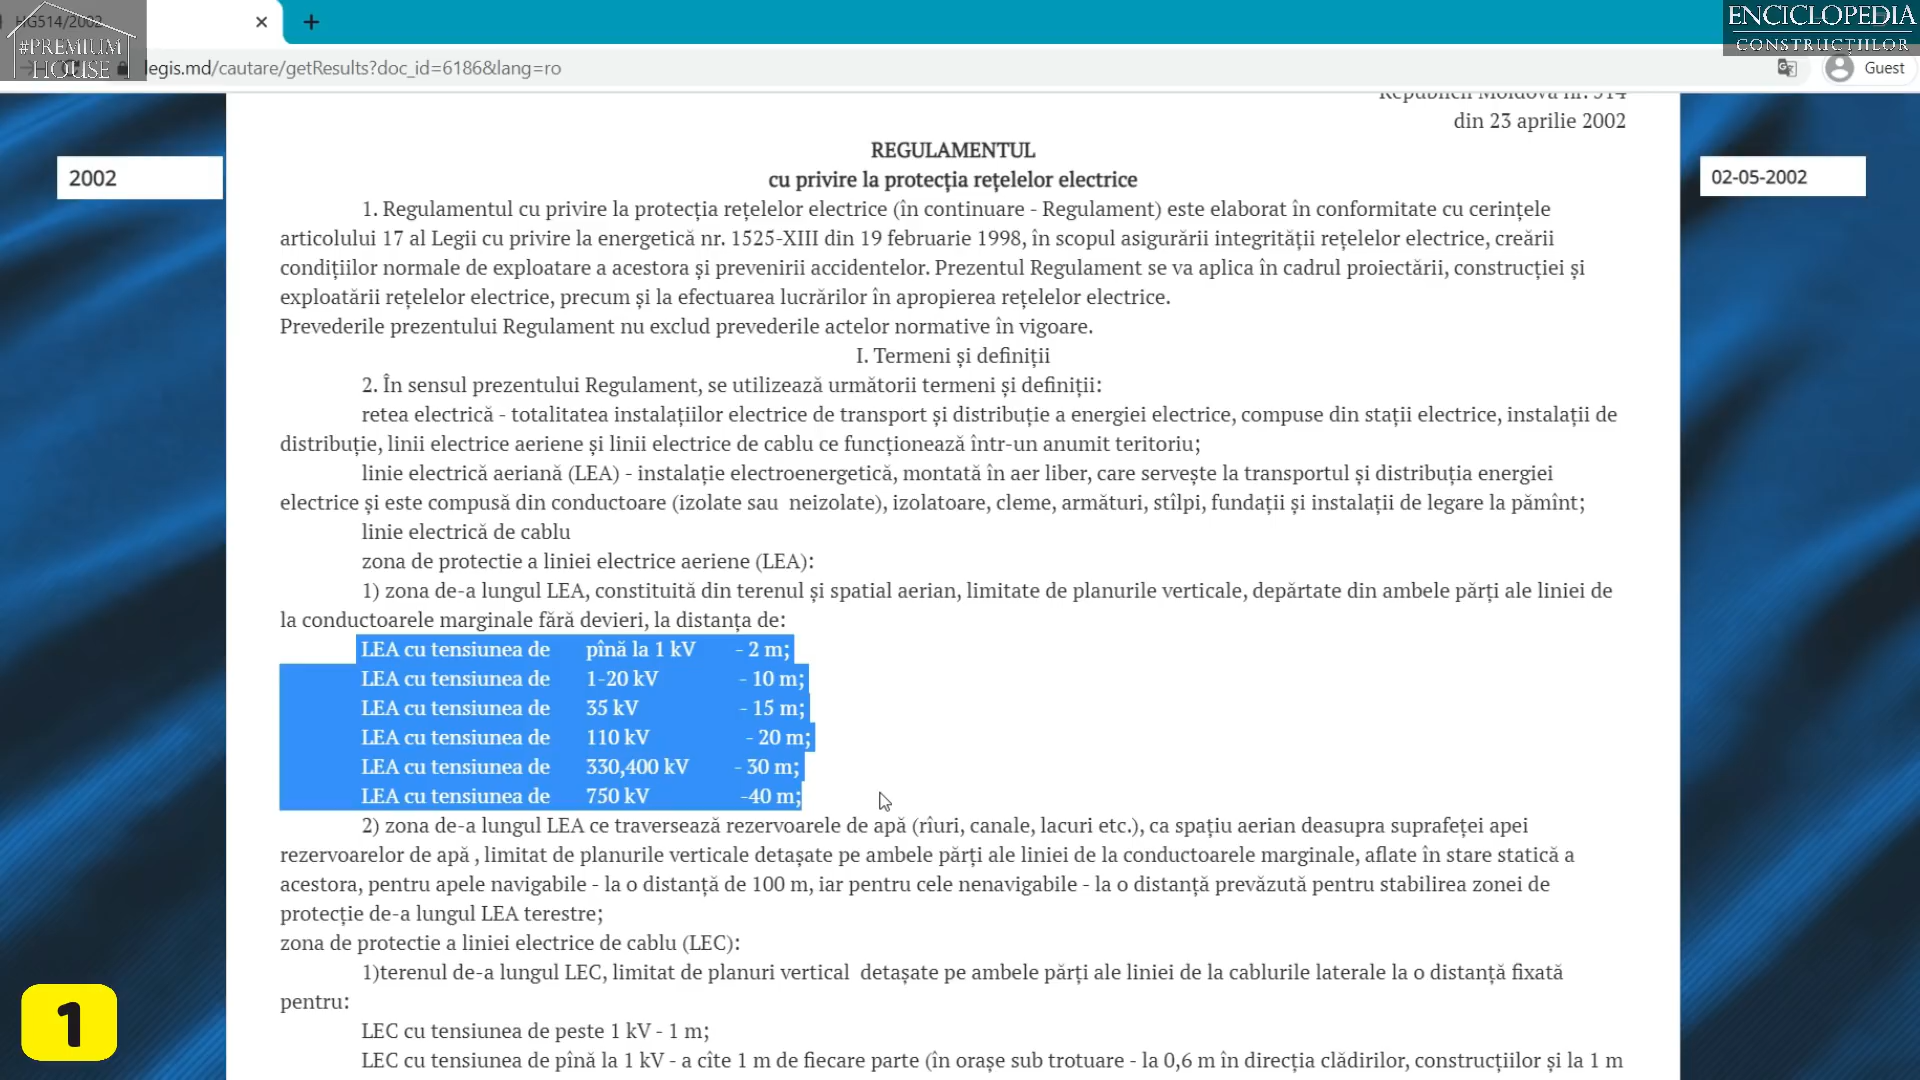 HG514/2002
#PREMIUM
HOUSE
ENCICLOPEDIA
CONSTRUCȚIILOR
legis.md/cautare/getResults?doc_id=6186&lang=ro
Guest
Republicii Moldova nr. 514
din 23 aprilie 2002
2002
02-05-2002
REGULAMENTUL
cu privire la protecția rețelelor electrice
1. Regulamentul cu privire la protecția rețelelor electrice (în continuare - Regulament) este elaborat în conformitate cu cerințele
articolului 17 al Legii cu privire la energetică nr. 1525-XIII din 19 februarie 1998, în scopul asigurării integrității rețelelor electrice, creării
condițiilor normale de exploatare a acestora și prevenirii accidentelor. Prezentul Regulament se va aplica în cadrul proiectării, construcției și
exploatării rețelelor electrice, precum și la efectuarea lucrărilor în apropierea rețelelor electrice.
Prevederile prezentului Regulament nu exclud prevederile actelor normative în vigoare.
I. Termeni și definiții
2. În sensul prezentului Regulament, se utilizează următorii termeni și definiții:
retea electrică - totalitatea instalațiilor electrice de transport și distribuție a energiei electrice, compuse din stații electrice, instalații de
distribuție, linii electrice aeriene și linii electrice de cablu ce funcționează într-un anumit teritoriu;
linie electrică aeriană (LEA) - instalație electroenergetică, montată în aer liber, care servește la transportul și distribuția energiei
electrice și este compusă din conductoare (izolate sau neizolate), izolatoare, cleme, armături, stîlpi, fundații și instalații de legare la pămînt;
linie electrică de cablu
zona de protectie a liniei electrice aeriene (LEA):
1) zona de-a lungul LEA, constituită din terenul și spatial aerian, limitate de planurile verticale, depărtate din ambele părți ale liniei de
la conductoarele marginale fără devieri, la distanța de:
LEA cu tensiunea de pînă la 1 kV - 2 m;
LEA cu tensiunea de 1-20 kV - 10 m;
LEA cu tensiunea de 35 kV - 15 m;
LEA cu tensiunea de 110 kV - 20 m;
LEA cu tensiunea de 330,400 kV - 30 m;
LEA cu tensiunea de 750 kV -40 m;
2) zona de-a lungul LEA ce traversează rezervoarele de apă (rîuri, canale, lacuri etc.), ca spațiu aerian deasupra suprafeței apei
rezervoarelor de apă , limitat de planurile verticale detașate pe ambele părți ale liniei de la conductoarele marginale, aflate în stare statică a
acestora, pentru apele navigabile - la o distanță de 100 m, iar pentru cele nenavigabile - la o distanță prevăzută pentru stabilirea zonei de
protecție de-a lungul LEA terestre;
zona de protectie a liniei electrice de cablu (LEC):
1)terenul de-a lungul LEC, limitat de planuri vertical detașate pe ambele părți ale liniei de la cablurile laterale la o distanță fixată
pentru:
LEC cu tensiunea de peste 1 kV - 1 m;
LEC cu tensiunea de pînă la 1 kV - a cîte 1 m de fiecare parte (în orașe sub trotuare - la 0,6 m în direcția clădirilor, construcțiilor și la 1 m
1